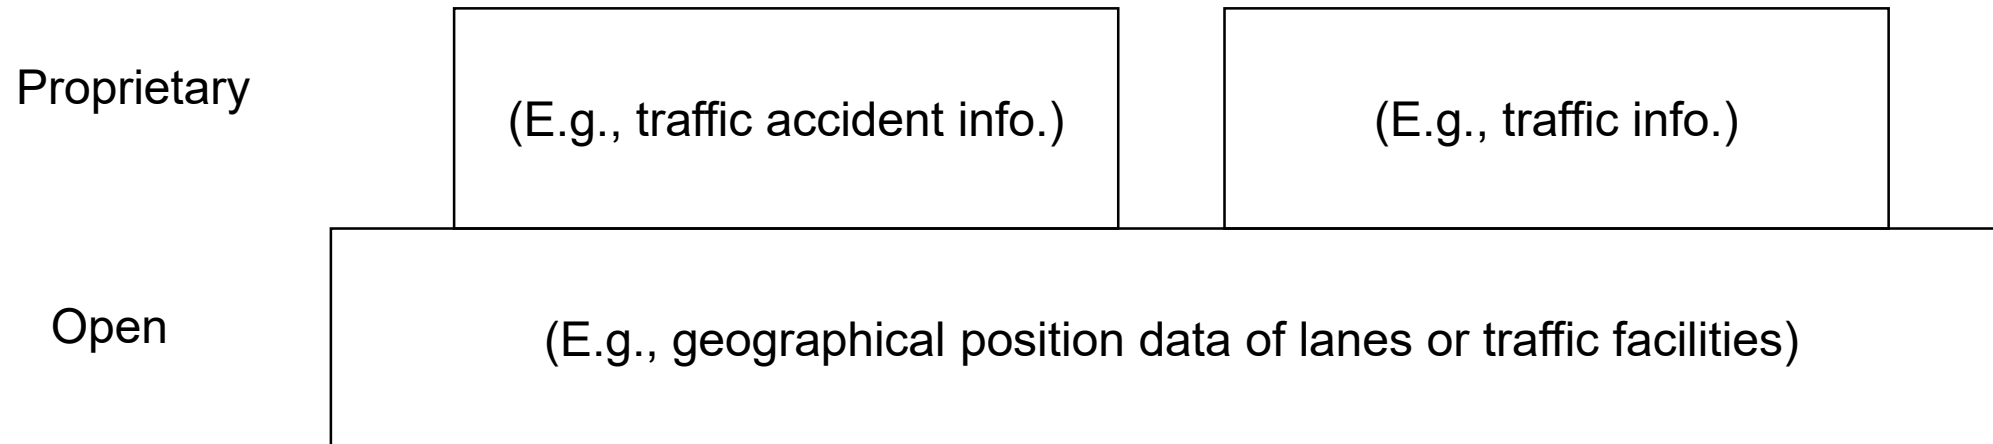 Proprietary
(E.g., traffic accident info.)
(E.g., traffic info.)
Open
(E.g., geographical position data of lanes or traffic facilities)